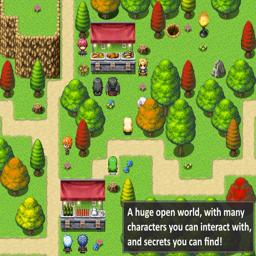 A huge open world, with many
characters you can interact with,
and secrets you can find!